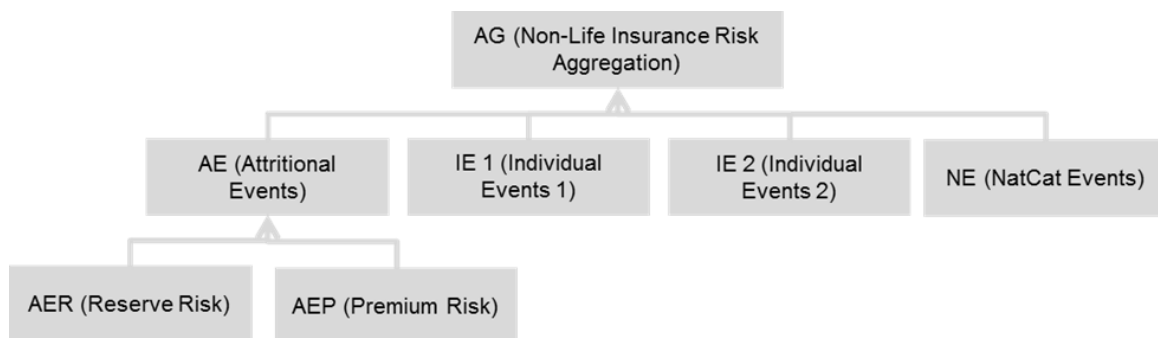 AG (Non-Life Insurance Risk
Aggregation)
AE (Attritional
Events)
IE 1 (Individual
Events 1)
IE 2 (Individual
Events 2)
NE (NatCat Events)
AER (Reserve Risk)
AEP (Premium Risk)